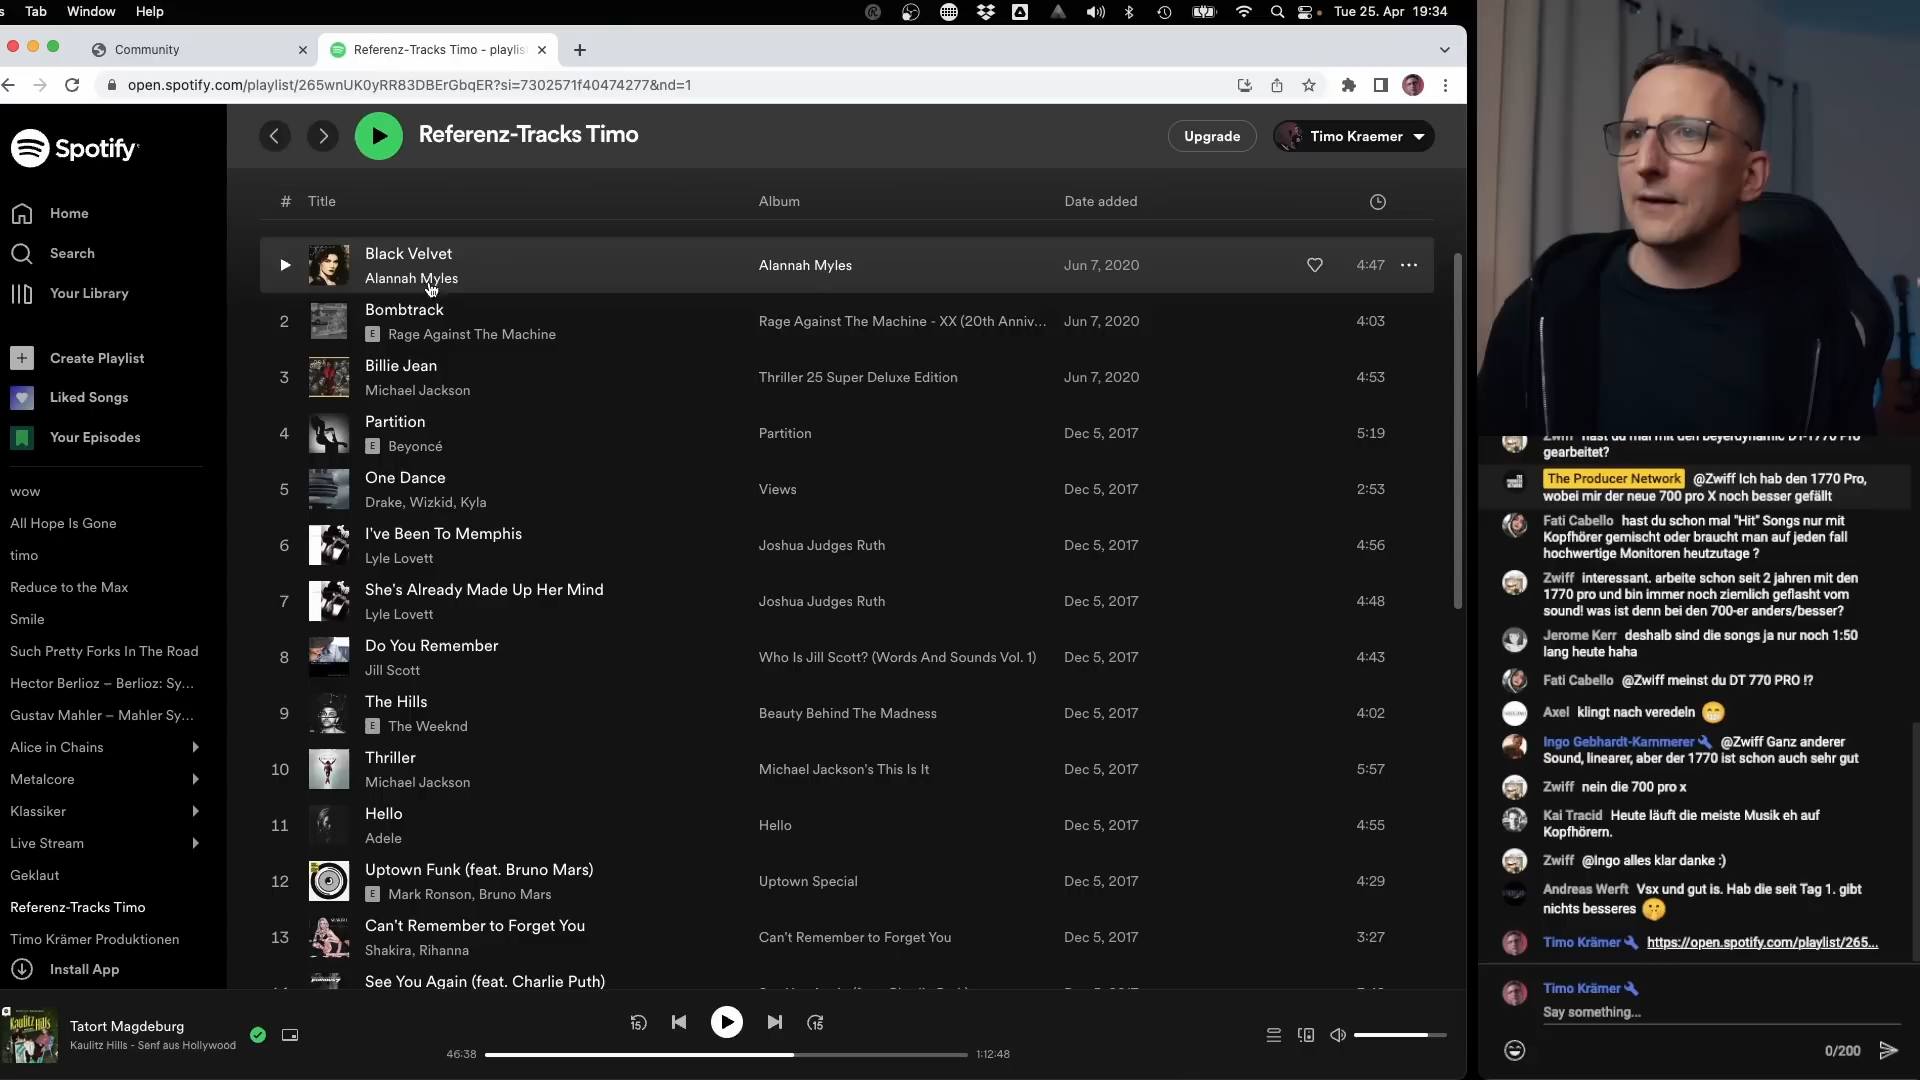 Tab Window Help
Tue 25. Apr 19:34
Community
Referenz-Tracks Timo - playlis
open.spotify.com/playlist/265wnUK0yRR83DBErGbqER?si=7302571f40474277&nd=1
Spotify
Home
Search
Your Library
Create Playlist
Liked Songs
Your Episodes
wow
All Hope Is Gone
timo
Reduce to the Max
Smile
Such Pretty Forks In The Road
Hector Berlioz – Berlioz: Sy...
Gustav Mahler – Mahler Sy...
Alice in Chains
Metalcore
Klassiker
Live Stream
Geklaut
Referenz-Tracks Timo
Timo Krämer Produktionen
Install App
Referenz-Tracks Timo
Upgrade
Timo Kraemer
# Title Album Date added
Black Velvet
Alannah Myles
Alannah Myles
Jun 7, 2020
4:47
2
Bombtrack
E Rage Against The Machine
Rage Against The Machine - XX (20th Anniv...
Jun 7, 2020
4:03
3
Billie Jean
Michael Jackson
Thriller 25 Super Deluxe Edition
Jun 7, 2020
4:53
4
Partition
E Beyoncé
Partition
Dec 5, 2017
5:19
5
One Dance
Drake, Wizkid, Kyla
Views
Dec 5, 2017
2:53
6
I've Been To Memphis
Lyle Lovett
Joshua Judges Ruth
Dec 5, 2017
4:56
7
She's Already Made Up Her Mind
Lyle Lovett
Joshua Judges Ruth
Dec 5, 2017
4:48
8
Do You Remember
Jill Scott
Who Is Jill Scott? (Words And Sounds Vol. 1)
Dec 5, 2017
4:43
9
The Hills
E The Weeknd
Beauty Behind The Madness
Dec 5, 2017
4:02
10
Thriller
Michael Jackson
Michael Jackson's This Is It
Dec 5, 2017
5:57
11
Hello
Adele
Hello
Dec 5, 2017
4:55
12
Uptown Funk (feat. Bruno Mars)
E Mark Ronson, Bruno Mars
Uptown Special
Dec 5, 2017
4:29
13
Can't Remember to Forget You
Shakira, Rihanna
Can't Remember to Forget You
Dec 5, 2017
3:27
See You Again (feat. Charlie Puth)
Tatort Magdeburg
Kaulitz Hills - Senf aus Hollywood
15
15
46:38
1:12:48
Zwiff hast du mal mit den beyerdynamic DT-1770 Pro
gearbeitet?
The Producer Network @Zwiff Ich hab den 1770 Pro,
wobei mir der neue 700 pro X noch besser gefällt
Fati Cabello hast du schon mal "Hit" Songs nur mit
Kopfhörer gemischt oder braucht man auf jeden fall
hochwertige Monitoren heutzutage ?
Zwiff interessant. arbeite schon seit 2 jahren mit den
1770 pro und bin immer noch ziemlich geflasht vom
sound! was ist denn bei den 700-er anders/besser?
Jerome Kerr deshalb sind die songs ja nur noch 1:50
lang heute haha
Fati Cabello @Zwiff meinst du DT 770 PRO !?
Axel klingt nach veredeln 😁
Ingo Gebhardt-Kammerer @Zwiff Ganz anderer
Sound, linearer, aber der 1770 ist schon auch sehr gut
Zwiff nein die 700 pro x
Kai Tracid Heute läuft die meiste Musik eh auf
Kopfhörern.
Zwiff @Ingo alles klar danke :)
Andreas Werft Vsx und gut is. Hab die seit Tag 1. gibt
nichts besseres 🤫
Timo Krämer https://open.spotify.com/playlist/265...
Timo Krämer
Say something...
0/200